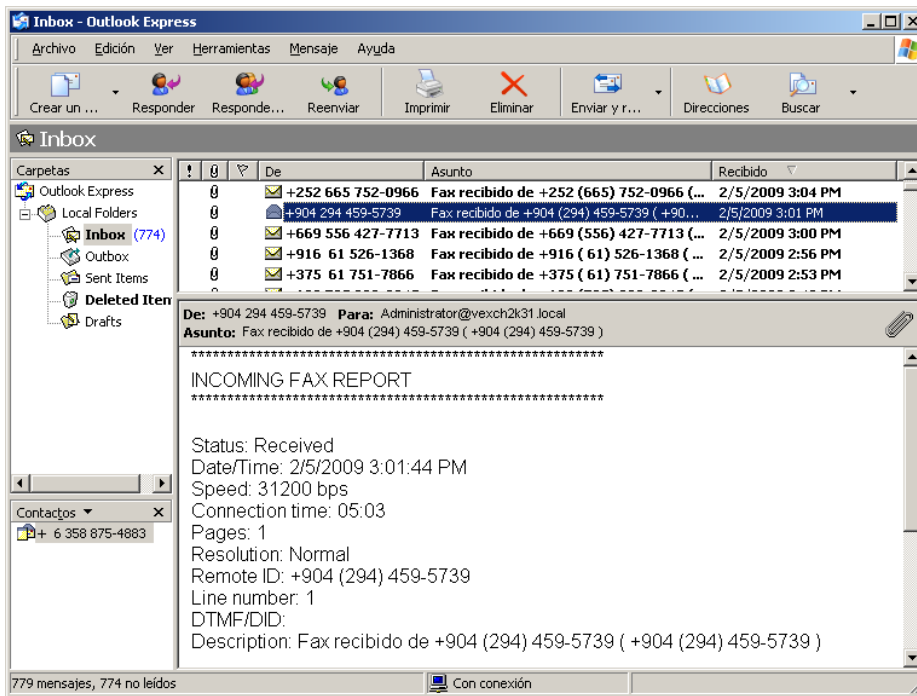 Inbox - Outlook Express
Archivo Edición Ver Herramientas Mensaje Ayuda
Crear un ... Responder Responde... Reenviar Imprimir Eliminar Enviar y r... Direcciones Buscar
Inbox
Carpetas
Outlook Express
Local Folders
Inbox (774)
Outbox
Sent Items
Deleted Iten
Drafts
Contactos
+ 6 358 875-4883
! De Asunto Recibido
+252 665 752-0966 Fax recibido de +252 (665) 752-0966 (... 2/5/2009 3:04 PM
+904 294 459-5739 Fax recibido de +904 (294) 459-5739 ( +90... 2/5/2009 3:01 PM
+669 556 427-7713 Fax recibido de +669 (556) 427-7713 (... 2/5/2009 3:00 PM
+916 61 526-1368 Fax recibido de +916 ( 61) 526-1368 ( ... 2/5/2009 2:56 PM
+375 61 751-7866 Fax recibido de +375 ( 61) 751-7866 ( ... 2/5/2009 2:53 PM
De: +904 294 459-5739 Para: Administrator@vexch2k31.local
Asunto: Fax recibido de +904 (294) 459-5739 ( +904 (294) 459-5739 )
*********************************************************
INCOMING FAX REPORT
*********************************************************
Status: Received
Date/Time: 2/5/2009 3:01:44 PM
Speed: 31200 bps
Connection time: 05:03
Pages: 1
Resolution: Normal
Remote ID: +904 (294) 459-5739
Line number: 1
DTMF/DID:
Description: Fax recibido de +904 (294) 459-5739 ( +904 (294) 459-5739 )
779 mensajes, 774 no leídos Con conexión